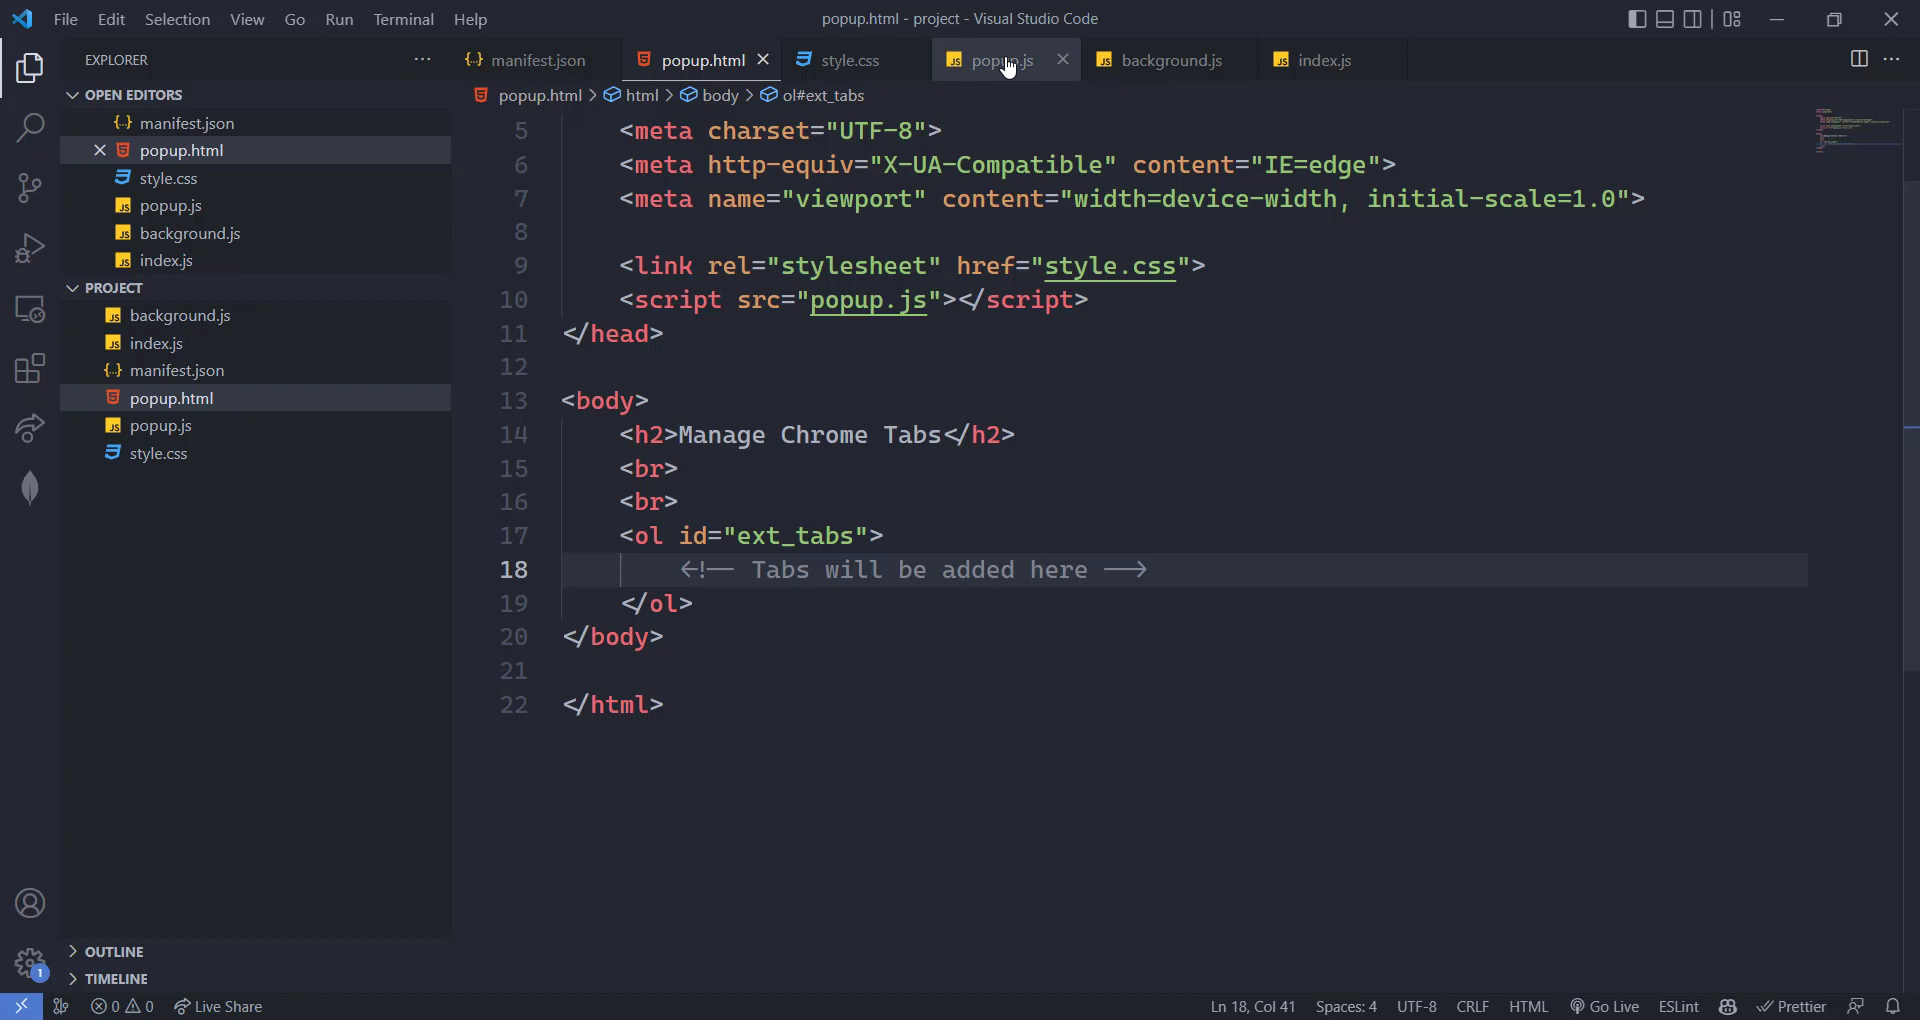 File Edit Selection View Go Run Terminal Help
popup.html - project - Visual Studio Code
EXPLORER
manifest.json
popup.html
style.css
popup.js
background.js
index.js
popup.html > html > body > ol#ext_tabs
OPEN EDITORS
manifest.json
popup.html
style.css
popup.js
background.js
index.js
PROJECT
background.js
index.js
manifest.json
popup.html
popup.js
style.css
OUTLINE
TIMELINE
5 <meta charset="UTF-8">
6 <meta http-equiv="X-UA-Compatible" content="IE=edge">
7 <meta name="viewport" content="width=device-width, initial-scale=1.0">
8
9 <link rel="stylesheet" href="style.css">
10 <script src="popup.js"></script>
11 </head>
12
13 <body>
14 <h2>Manage Chrome Tabs</h2>
15 <br>
16 <br>
17 <ol id="ext_tabs">
18 <!-- Tabs will be added here -->
19 </ol>
20 </body>
21
22 </html>
1
0 0 Live Share
Ln 18, Col 41 Spaces: 4 UTF-8 CRLF HTML Go Live ESLint Prettier